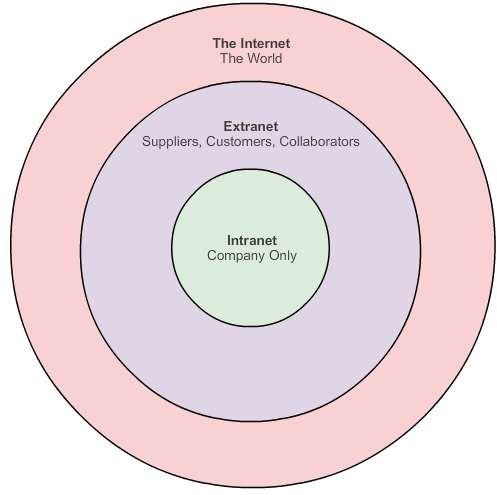 The Internet
The World
Extranet
Suppliers, Customers, Collaborators
Intranet
Company Only